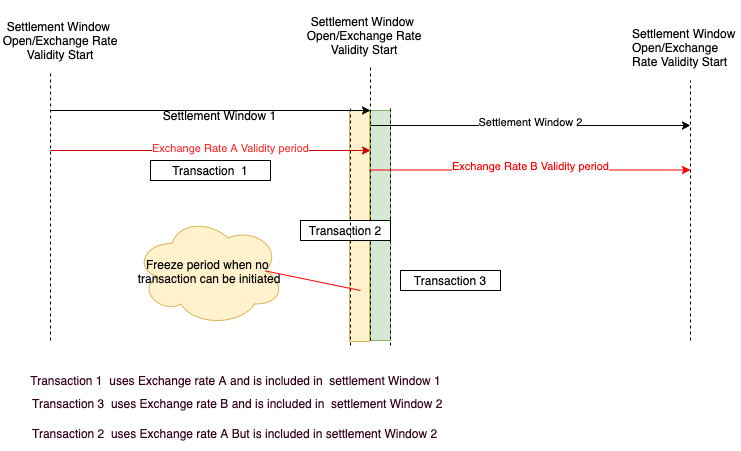 Settlement Window
Open/Exchange Rate
Validity Start
Settlement Window
Open/Exchange Rate
Validity Start
Settlement Window
Open/Exchange
Rate Validity Start
Settlement Window 1
Settlement Window 2
Exchange Rate A Validity period
Exchange Rate B Validity period
Transaction 1
Transaction 2
Freeze period when no
transaction can be initiated
Transaction 3
Transaction 1 uses Exchange rate A and is included in settlement Window 1
Transaction 3 uses Exchange rate B and is included in settlement Window 2
Transaction 2 uses Exchange rate A But is included in settlement Window 2